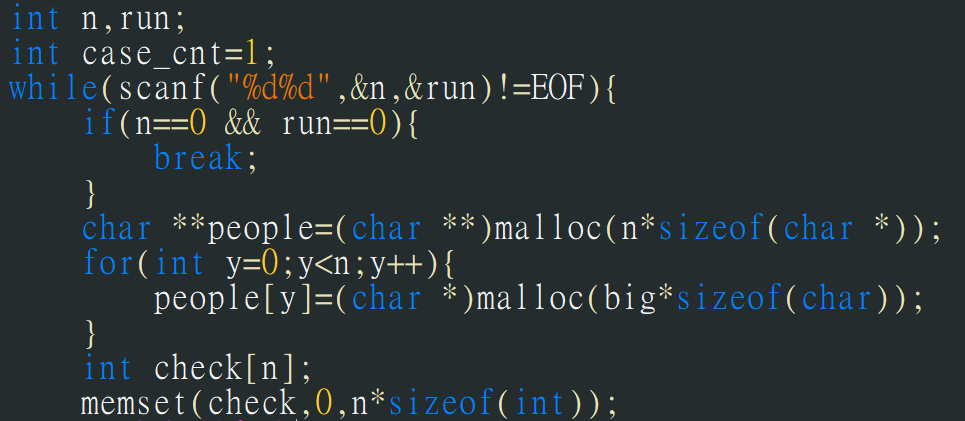 int n,run;
int case_cnt=1;
while(scanf("%d%d",&n,&run)!=EOF){
    if(n==0 && run==0){
        break;
    }
    char **people=(char **)malloc(n*sizeof(char *));
    for(int y=0;y<n;y++){
        people[y]=(char *)malloc(big*sizeof(char));
    }
    int check[n];
    memset(check,0,n*sizeof(int));